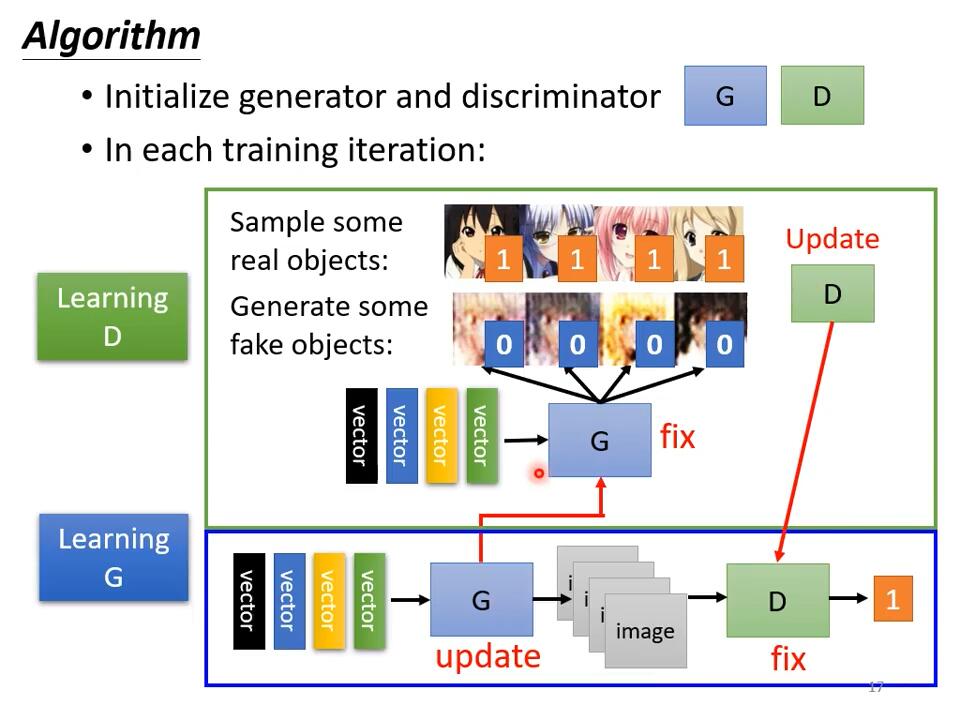 Algorithm
• Initialize generator and discriminator
G
D
• In each training iteration:
Sample some
real objects:
1
1
1
1
Update
D
Learning
D
Generate some
fake objects:
0
0
0
0
vector
vector
vector
vector
G
fix
Learning
G
vector
vector
vector
vector
G
update
i
i
i
image
D
fix
1
17